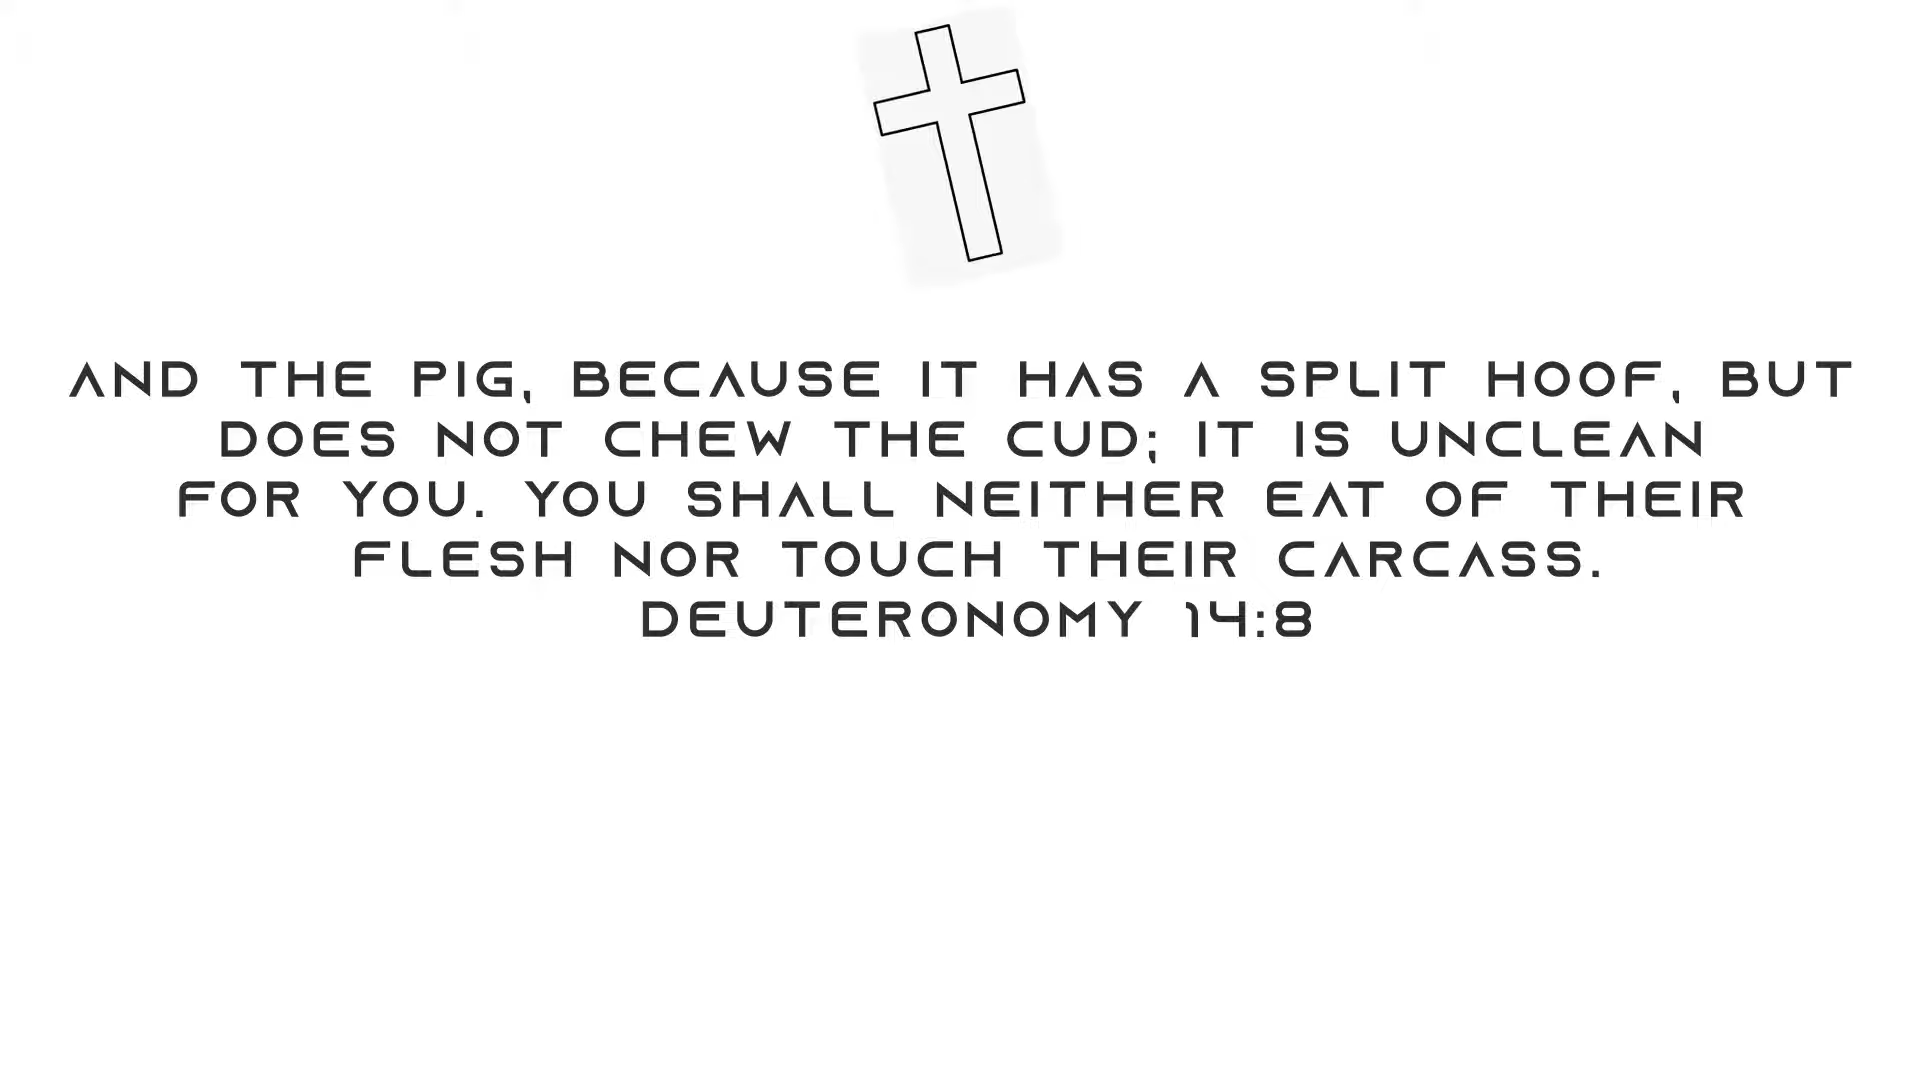 AND THE PIG, BECAUSE IT HAS A SPLIT HOOF, BUT
DOES NOT CHEW THE CUD; IT IS UNCLEAN
FOR YOU. YOU SHALL NEITHER EAT OF THEIR
FLESH NOR TOUCH THEIR CARCASS.
DEUTERONOMY 14:8